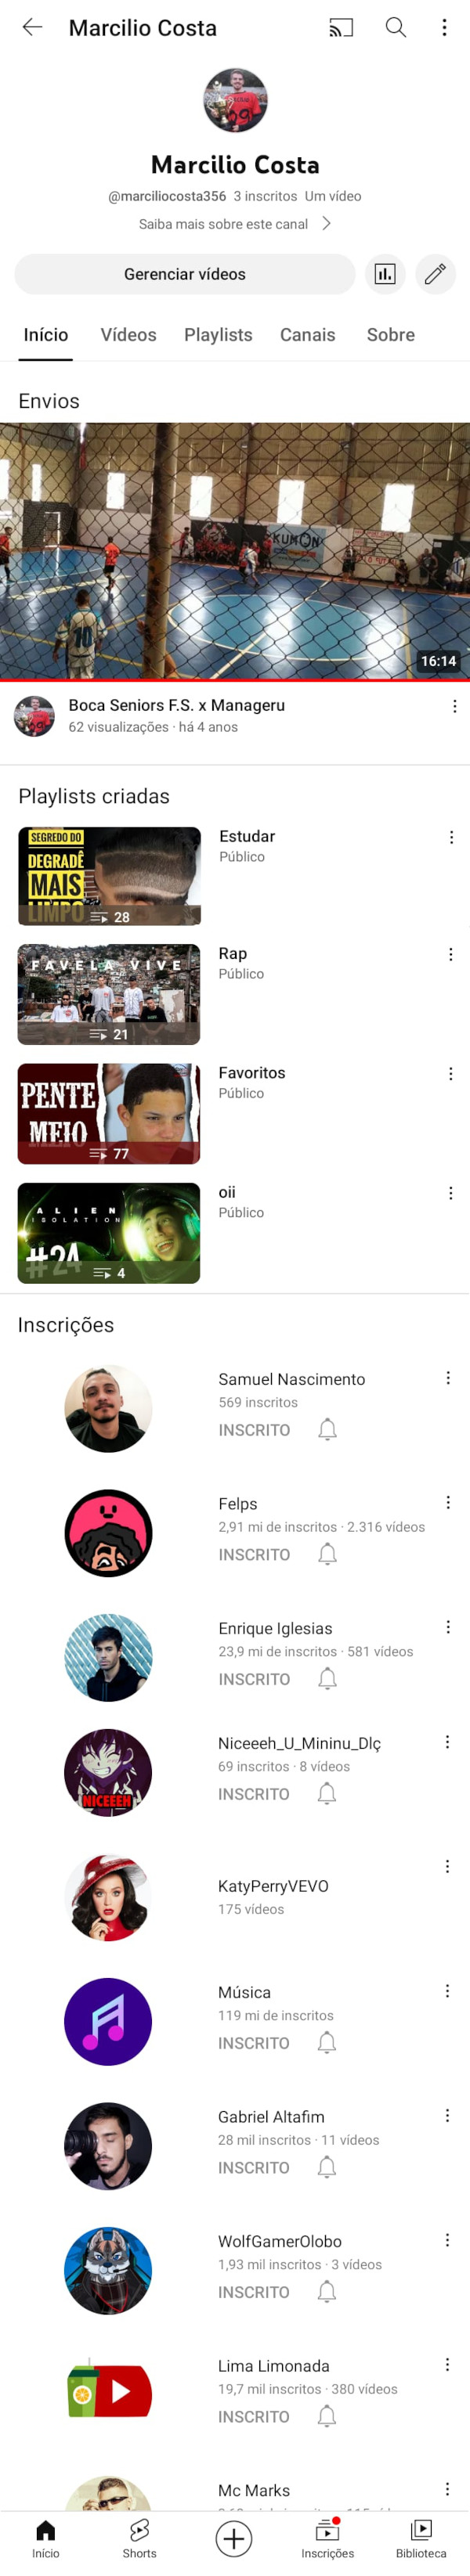 Marcilio Costa
Marcilio Costa
@marciliocosta356 3 inscritos Um vídeo
Saiba mais sobre este canal
Gerenciar vídeos
Início Vídeos Playlists Canais Sobre
Envios
10
KUMON
16:14
Boca Seniors F.S. x Manageru
62 visualizações · há 4 anos
Playlists criadas
SEGREDO DO
DEGRADÊ
MAIS
LIMPO
28
Estudar
Público
FAVELA VIVE
21
Rap
Público
PENTE
MEIO
77
Favoritos
Público
ALIEN
ISOLATION
#24
4
oii
Público
Inscrições
Samuel Nascimento
569 inscritos
INSCRITO
Felps
2,91 mi de inscritos · 2.316 vídeos
INSCRITO
Enrique Iglesias
23,9 mi de inscritos · 581 vídeos
INSCRITO
NICEEEH
Niceeeh_U_Mininu_Dlç
69 inscritos · 8 vídeos
INSCRITO
KatyPerryVEVO
175 vídeos
Música
119 mi de inscritos
INSCRITO
Gabriel Altafim
28 mil inscritos · 11 vídeos
INSCRITO
WolfGamerOlobo
1,93 mil inscritos · 3 vídeos
INSCRITO
Lima Limonada
19,7 mil inscritos · 380 vídeos
INSCRITO
Mc Marks
Início Shorts Inscrições Biblioteca